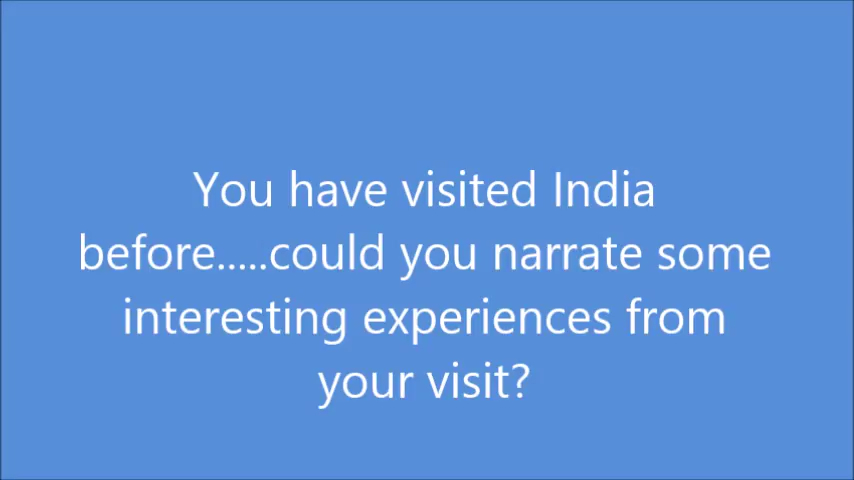 You have visited India
before.....could you narrate some
interesting experiences from
your visit?